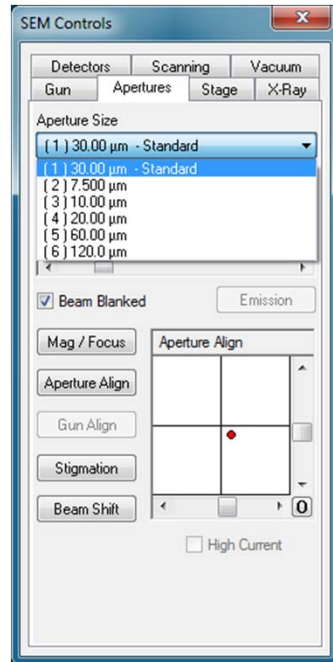 SEM Controls
Detectors Scanning Vacuum
Gun Apertures Stage X-Ray
Aperture Size
( 1 ) 30.00 µm - Standard
( 1 ) 30.00 µm - Standard
( 2 ) 7.500 µm
( 3 ) 10.00 µm
( 4 ) 20.00 µm
( 5 ) 60.00 µm
( 6 ) 120.0 µm
Beam Blanked Emission
Mag / Focus Aperture Align
Aperture Align
Gun Align
Stigmation
Beam Shift 0
High Current